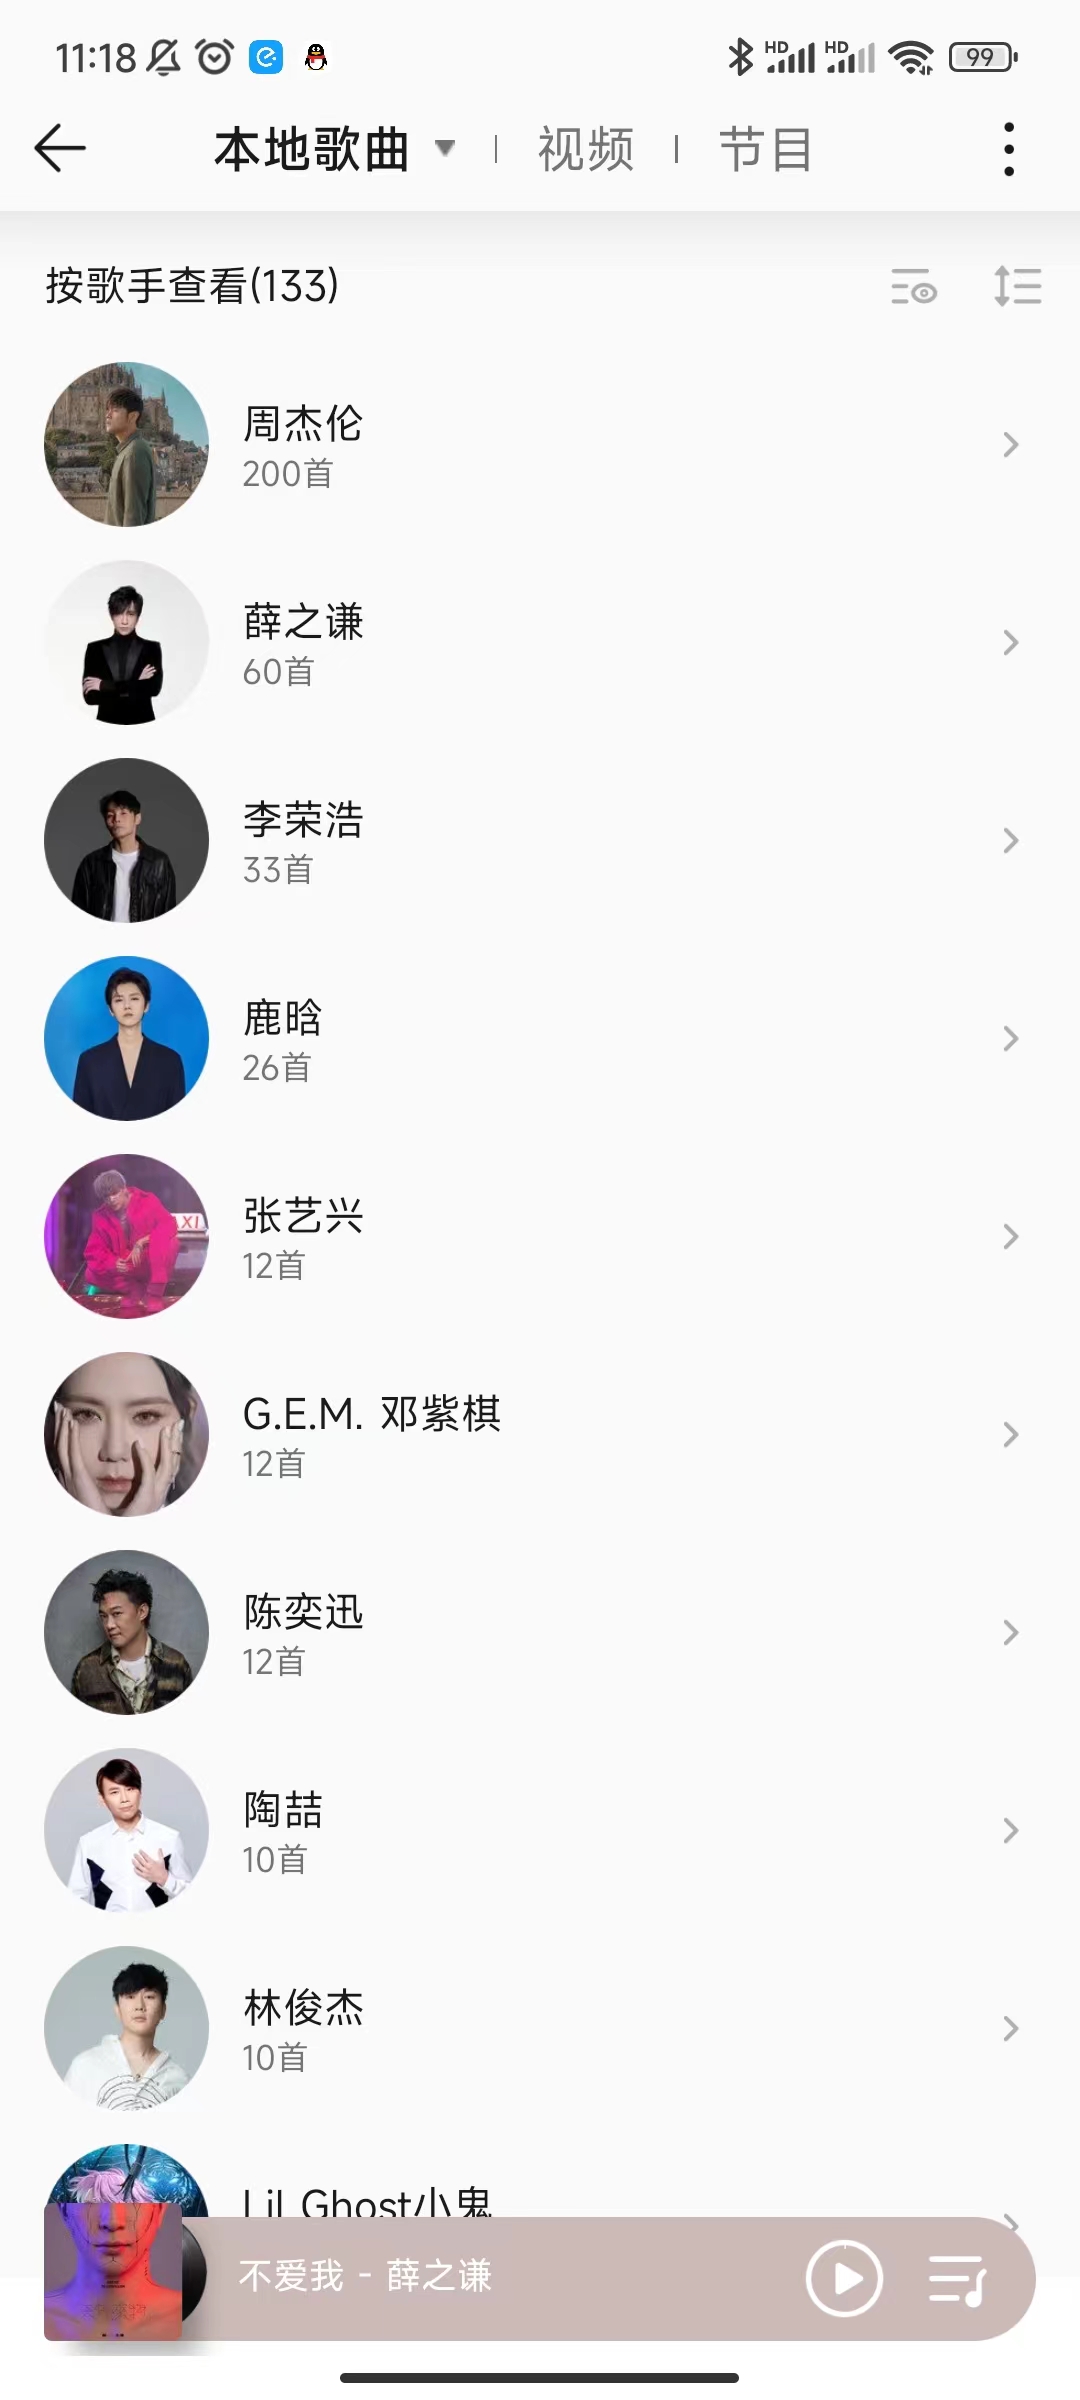 11:18 HD HD 99
本地歌曲 视频 节目
按歌手查看(133)
周杰伦
200首
薛之谦
60首
李荣浩
33首
鹿晗
26首
张艺兴
12首
XI
G.E.M. 邓紫棋
12首
陈奕迅
12首
陶喆
10首
林俊杰
10首
Lil Ghost小鬼
不爱我 - 薛之谦